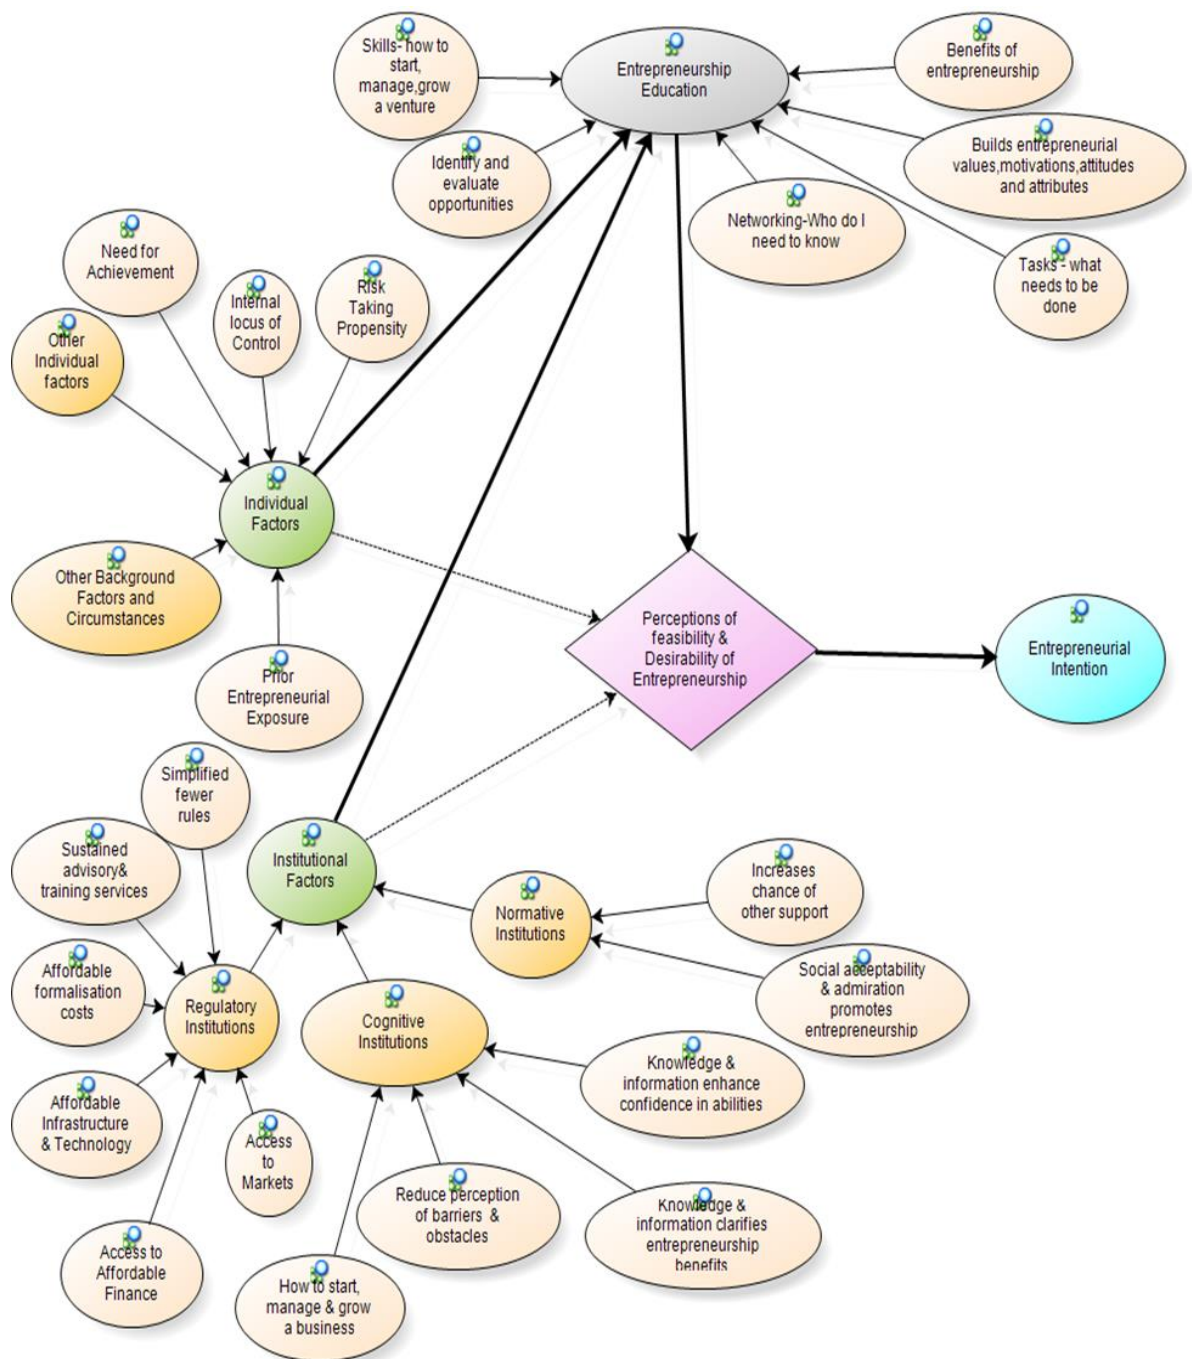 Skills- how to
start,
manage,grow
a venture
Entrepreneurship
Education
Benefits of
entrepreneurship
Identify and
evaluate
opportunities
Builds entrepreneurial
values,motivations,attitudes
and attributes
Networking-Who do I
need to know
Tasks - what
needs to be
done
Need for
Achievement
Internal
locus of
Control
Risk
Taking
Propensity
Other
Individual
factors
Individual
Factors
Other Background
Factors and
Circumstances
Prior
Entrepreneurial
Exposure
Perceptions of
feasibility &
Desirability of
Entrepreneurship
Entrepreneurial
Intention
Simplified
fewer
rules
Sustained
advisory&
training services
Institutional
Factors
Normative
Institutions
Increases
chance of
other support
Social acceptability
& admiration
promotes
entrepreneurship
Affordable
formalisation
costs
Regulatory
Institutions
Cognitive
Institutions
Knowledge &
information enhance
confidence in abilities
Affordable
Infrastructure
& Technology
Access
to
Markets
Reduce perception
of barriers &
obstacles
Knowledge &
information clarifies
entrepreneurship
benefits
Access to
Affordable
Finance
How to start,
manage & grow
a business